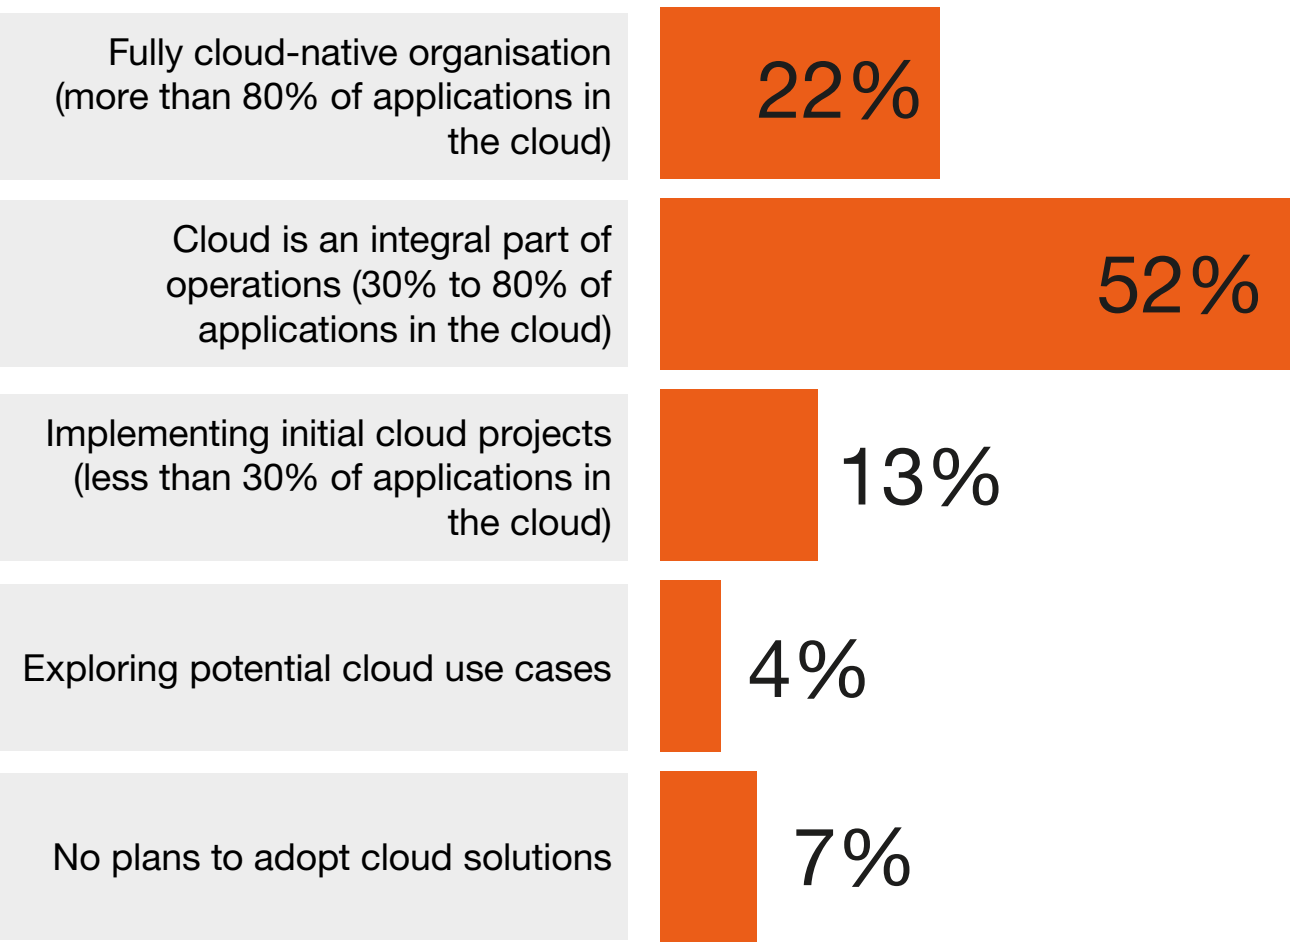 Fully cloud-native organisation
(more than 80% of applications in
the cloud)
22%
Cloud is an integral part of
operations (30% to 80% of
applications in the cloud)
52%
Implementing initial cloud projects
(less than 30% of applications in
the cloud)
13%
Exploring potential cloud use cases
4%
No plans to adopt cloud solutions
7%